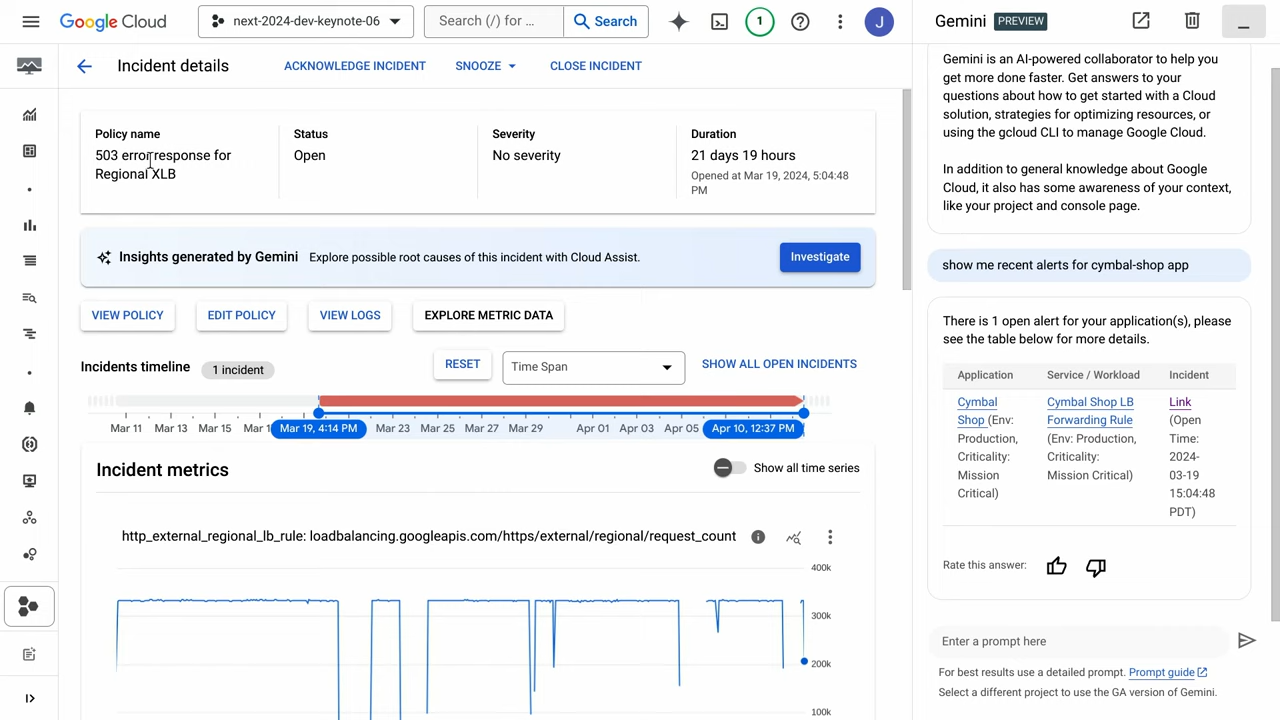 Google Cloud
next-2024-dev-keynote-06
Search (/) for ...
Search
1
J
Gemini
PREVIEW
Incident details
ACKNOWLEDGE INCIDENT
SNOOZE
CLOSE INCIDENT
Policy name
503 error response for
Regional XLB
Status
Open
Severity
No severity
Duration
21 days 19 hours
Opened at Mar 19, 2024, 5:04:48
PM
Insights generated by Gemini
Explore possible root causes of this incident with Cloud Assist.
Investigate
VIEW POLICY
EDIT POLICY
VIEW LOGS
EXPLORE METRIC DATA
Incidents timeline
1 incident
RESET
Time Span
SHOW ALL OPEN INCIDENTS
Mar 11
Mar 13
Mar 15
Mar 1
Mar 19, 4:14 PM
Mar 23
Mar 25
Mar 27
Mar 29
Apr 01
Apr 03
Apr 05
Apr 10, 12:37 PM
Incident metrics
Show all time series
http_external_regional_lb_rule: loadbalancing.googleapis.com/https/external/regional/request_count
400k
300k
200k
100k
Gemini is an AI-powered collaborator to help you
get more done faster. Get answers to your
questions about how to get started with a Cloud
solution, strategies for optimizing resources, or
using the gcloud CLI to manage Google Cloud.
In addition to general knowledge about Google
Cloud, it also has some awareness of your context,
like your project and console page.
show me recent alerts for cymbal-shop app
There is 1 open alert for your application(s), please
see the table below for more details.
Application
Service / Workload
Incident
Cymbal
Shop (Env:
Production,
Criticality:
Mission
Critical)
Cymbal Shop LB
Forwarding Rule
(Env: Production,
Criticality:
Mission Critical)
Link
(Open
Time:
2024-
03-19
15:04:48
PDT)
Rate this answer:
Enter a prompt here
For best results use a detailed prompt. Prompt guide
Select a different project to use the GA version of Gemini.